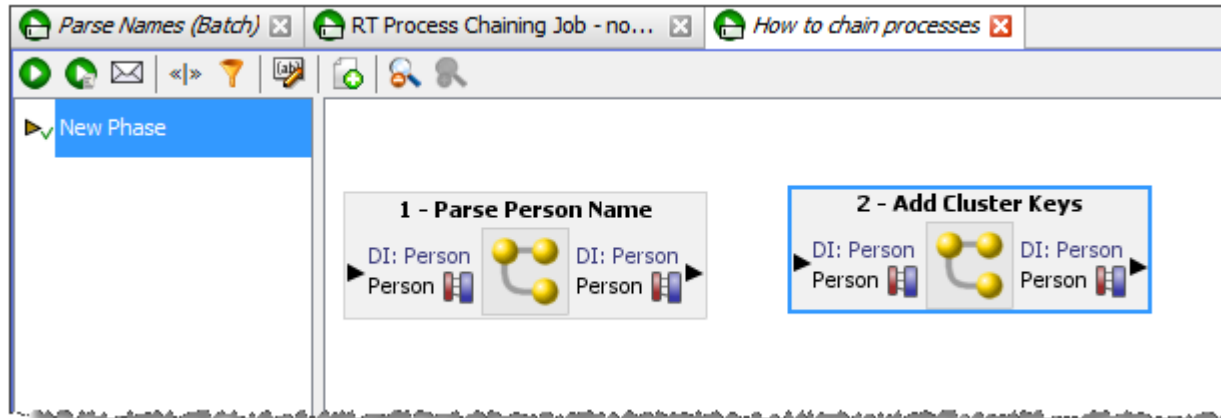 Parse Names (Batch)
RT Process Chaining Job - no...
How to chain processes
«|»
{ab}
New Phase
1 - Parse Person Name
DI: Person
Person
DI: Person
Person
2 - Add Cluster Keys
DI: Person
Person
DI: Person
Person